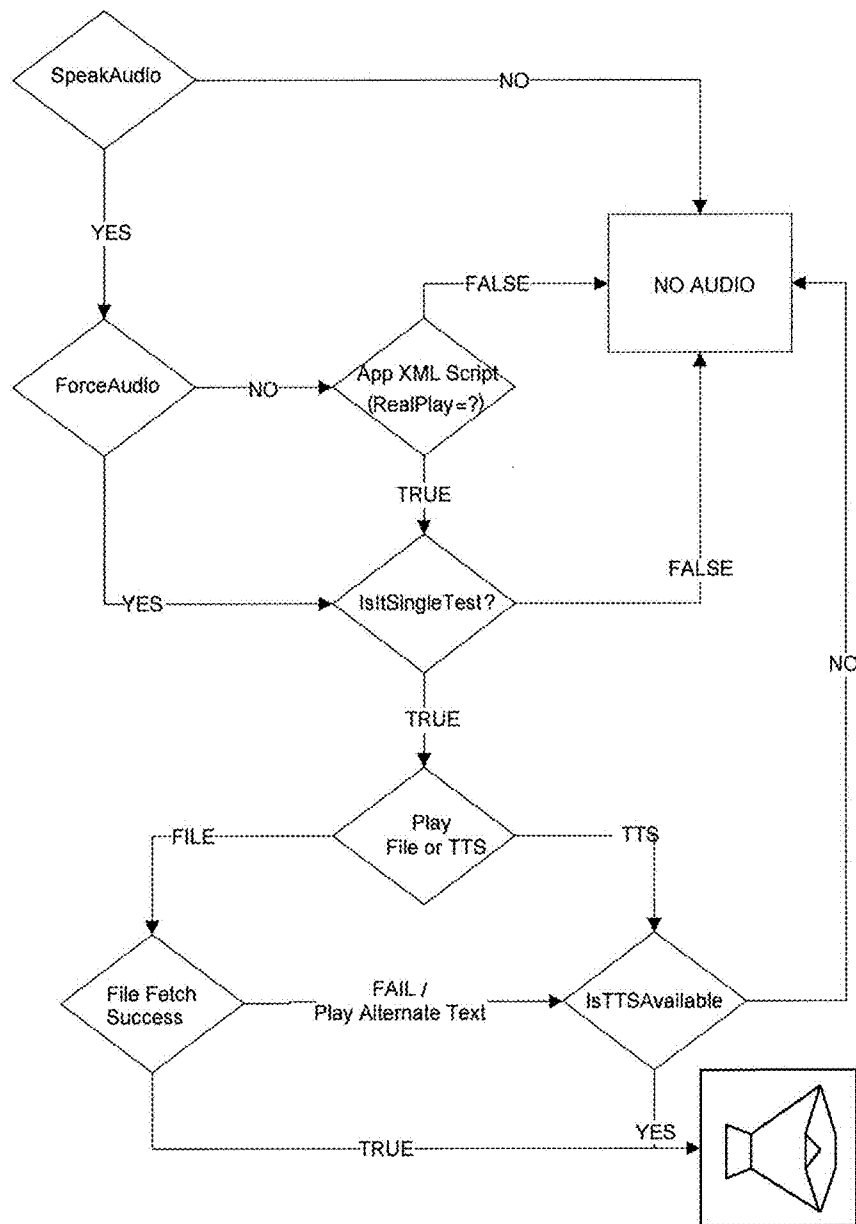 SpeakAudio
NO
YES
NO AUDIO
FALSE
ForceAudio
NO
App XML Script
(RealPlay=?)
TRUE
FALSE
YES
IsItSingleTest?
NO
TRUE
Play
File or TTS
FILE
TTS
File Fetch
Success
FAIL /
Play Alternate Text
IsTTSAvailable
YES
TRUE